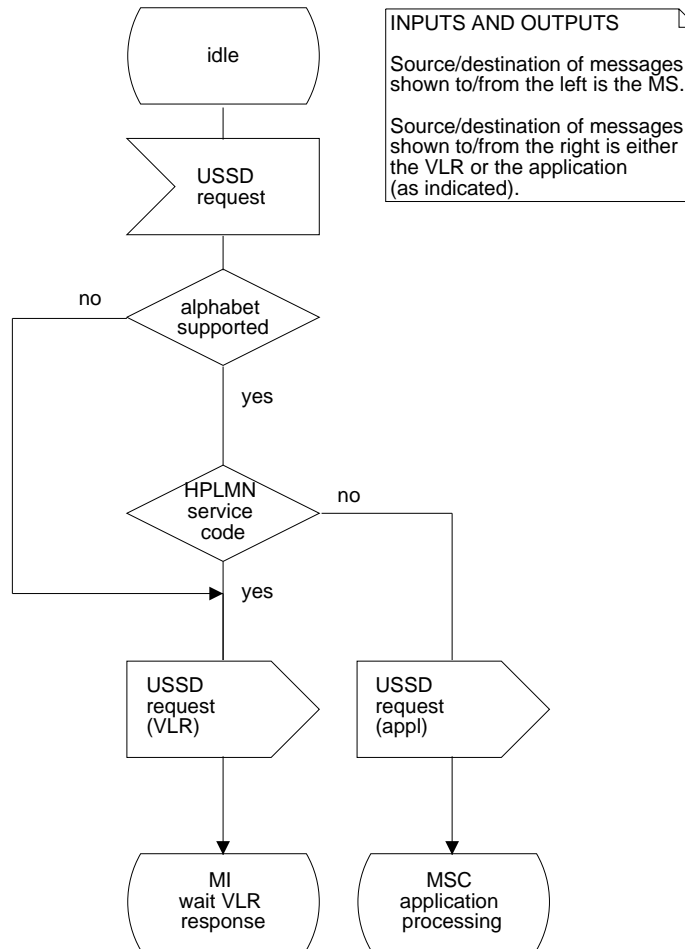 idle
INPUTS AND OUTPUTS
Source/destination of messages
shown to/from the left is the MS.
Source/destination of messages
shown to/from the right is either
the VLR or the application
(as indicated).
USSD
request
no
alphabet
supported
yes
HPLMN
service
code
no
yes
USSD
request
(VLR)
USSD
request
(appl)
MI
wait VLR
response
MSC
application
processing